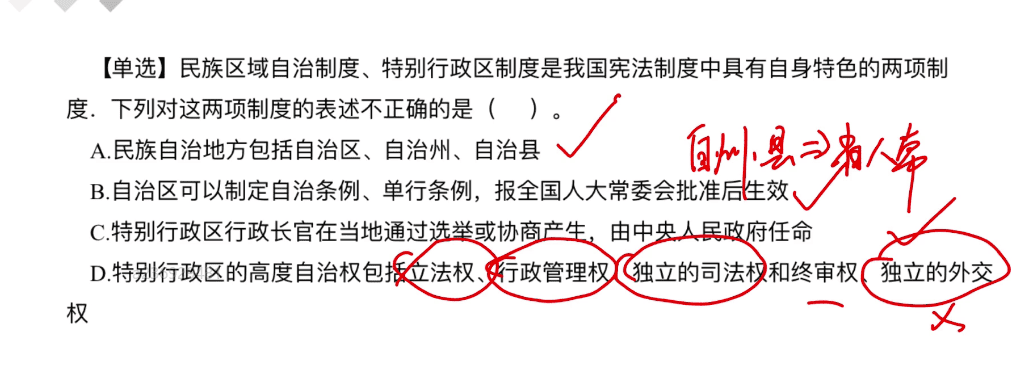 【单选】民族区域自治制度、特别行政区制度是我国宪法制度中具有自身特色的两项制
度．下列对这两项制度的表述不正确的是（ ）。
A.民族自治地方包括自治区、自治州、自治县
自州、县⇒省人常
B.自治区可以制定自治条例、单行条例，报全国人大常委会批准后生效
C.特别行政区行政长官在当地通过选举或协商产生，由中央人民政府任命
D.特别行政区的高度自治权包括立法权、行政管理权、独立的司法权和终审权、独立的外交
权